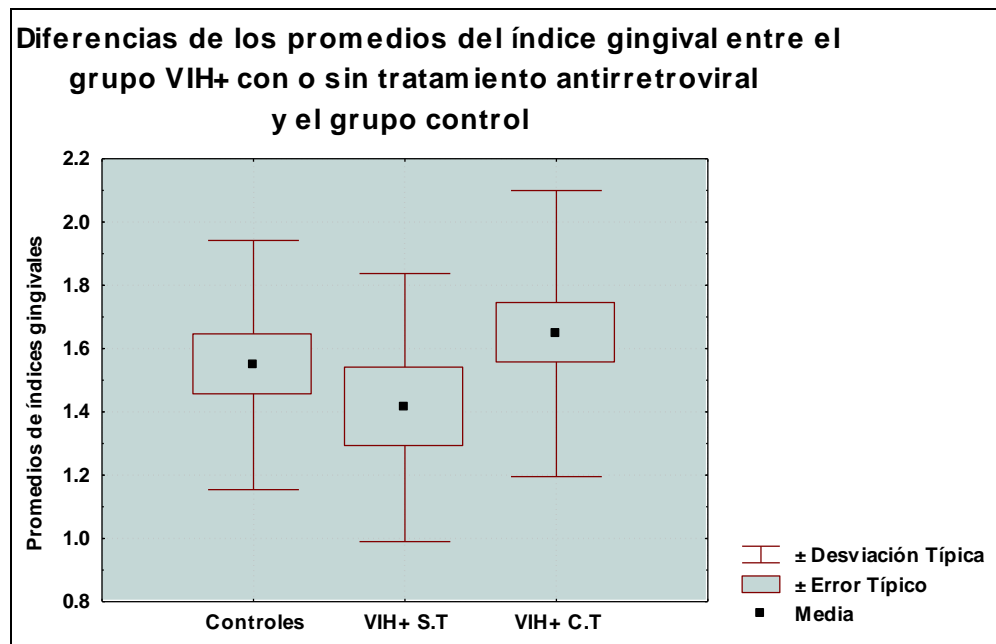 Diferencias de los promedios del índice gingival entre el
grupo VIH+ con o sin tratamiento antirretroviral
y el grupo control
Promedios de índices gingivales
2.2
2.0
1.8
1.6
1.4
1.2
1.0
0.8
Controles
VIH+ S.T
VIH+ C.T
± Desviación Típica
± Error Típico
Media